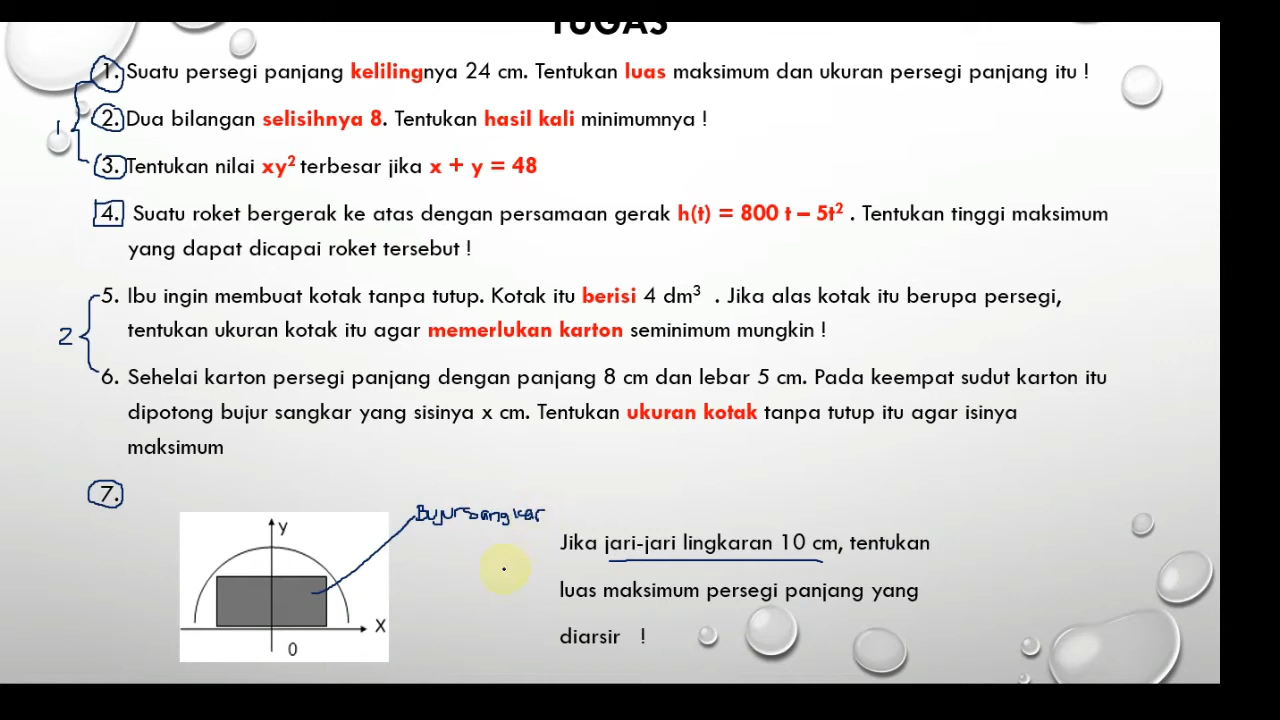 TUGAS
1. Suatu persegi panjang kelilingnya 24 cm. Tentukan luas maksimum dan ukuran persegi panjang itu !
2. Dua bilangan selisihnya 8. Tentukan hasil kali minimumnya !
1
3. Tentukan nilai xy² terbesar jika x + y = 48
4. Suatu roket bergerak ke atas dengan persamaan gerak h(t) = 800 t – 5t² . Tentukan tinggi maksimum
yang dapat dicapai roket tersebut !
5. Ibu ingin membuat kotak tanpa tutup. Kotak itu berisi 4 dm³ . Jika alas kotak itu berupa persegi,
tentukan ukuran kotak itu agar memerlukan karton seminimum mungkin !
2
6. Sehelai karton persegi panjang dengan panjang 8 cm dan lebar 5 cm. Pada keempat sudut karton itu
dipotong bujur sangkar yang sisinya x cm. Tentukan ukuran kotak tanpa tutup itu agar isinya
maksimum
7.
Bujursangkar
y
X
0
Jika jari-jari lingkaran 10 cm, tentukan
luas maksimum persegi panjang yang
diarsir !